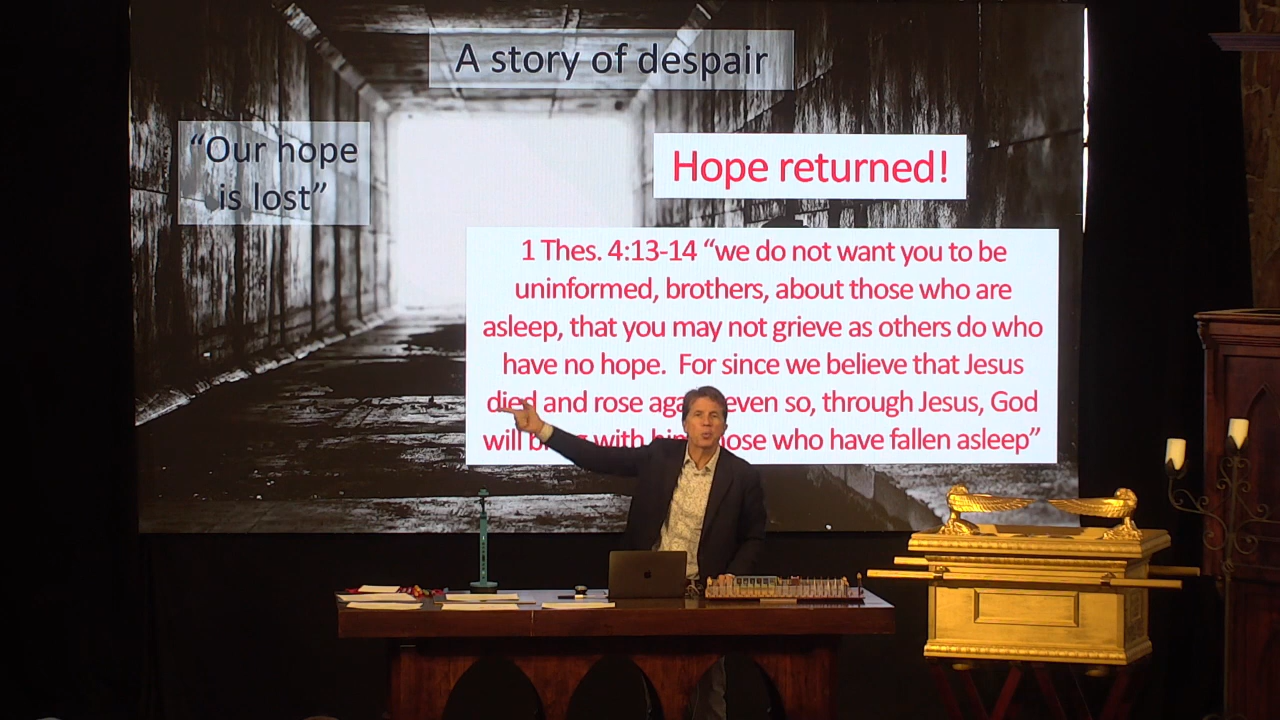 A story of despair
“Our hope
is lost”
Hope returned!
1 Thes. 4:13-14 “we do not want you to be
uninformed, brothers, about those who are
asleep, that you may not grieve as others do who
have no hope. For since we believe that Jesus
died and rose even so, through Jesus, God
will with those who have fallen asleep”